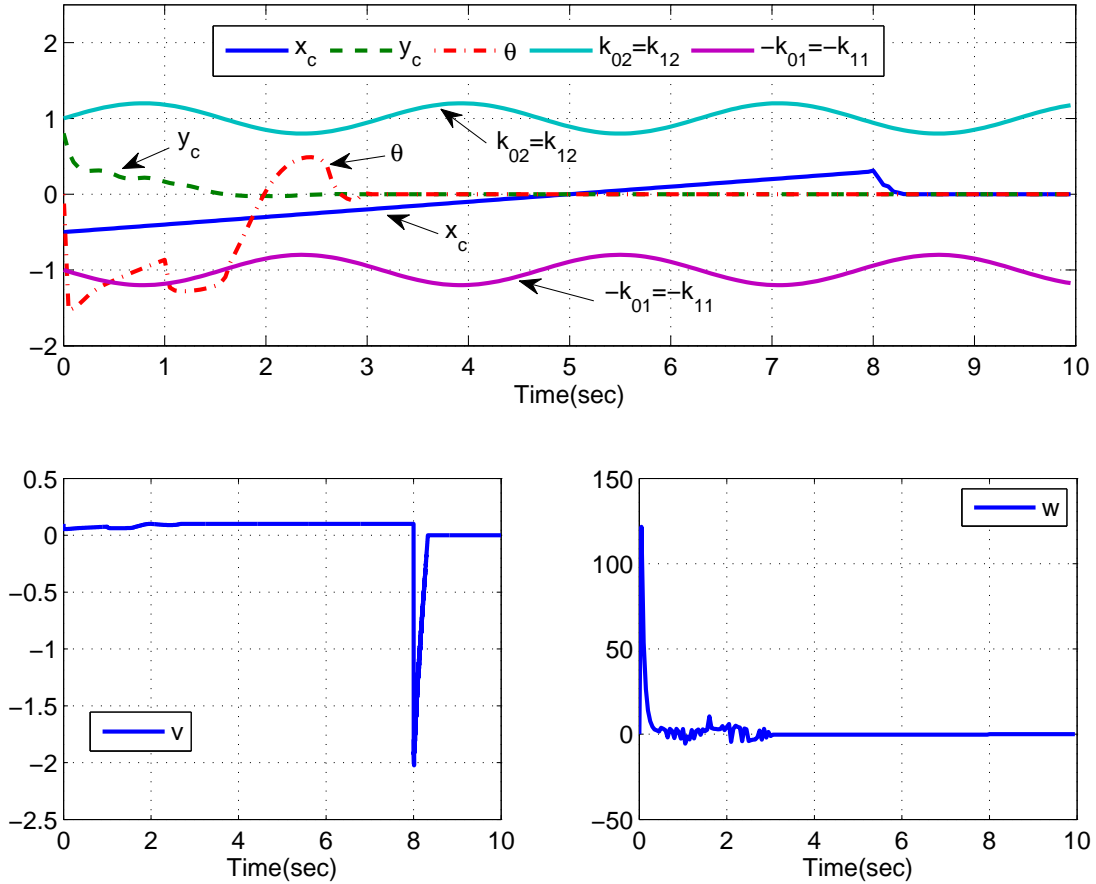 x_c y_c θ k_02=k_12 -k_01=-k_11
2
1
0
−1
−2
y_c
θ
k_02=k_12
x_c
-k_01=-k_11
0 1 2 3 4 5 6 7 8 9 10
Time(sec)
0.5
0
−0.5
−1
−1.5
−2
−2.5
v
0 2 4 6 8 10
Time(sec)
150
100
50
0
−50
w
0 2 4 6 8 10
Time(sec)